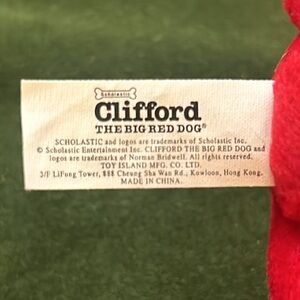 Scholastic
Clifford
THE BIG RED DOG®
SCHOLASTIC and logos are trademarks of Scholastic Inc.
© Scholastic Entertainment Inc. CLIFFORD THE BIG RED DOG and
logos are trademarks of Norman Bridwell. All rights reserved.
TOY ISLAND MFG. CO. LTD.
3/F LiFung Tower, 888 Cheung Sha Wan Rd., Kowloon, Hong Kong.
MADE IN CHINA.